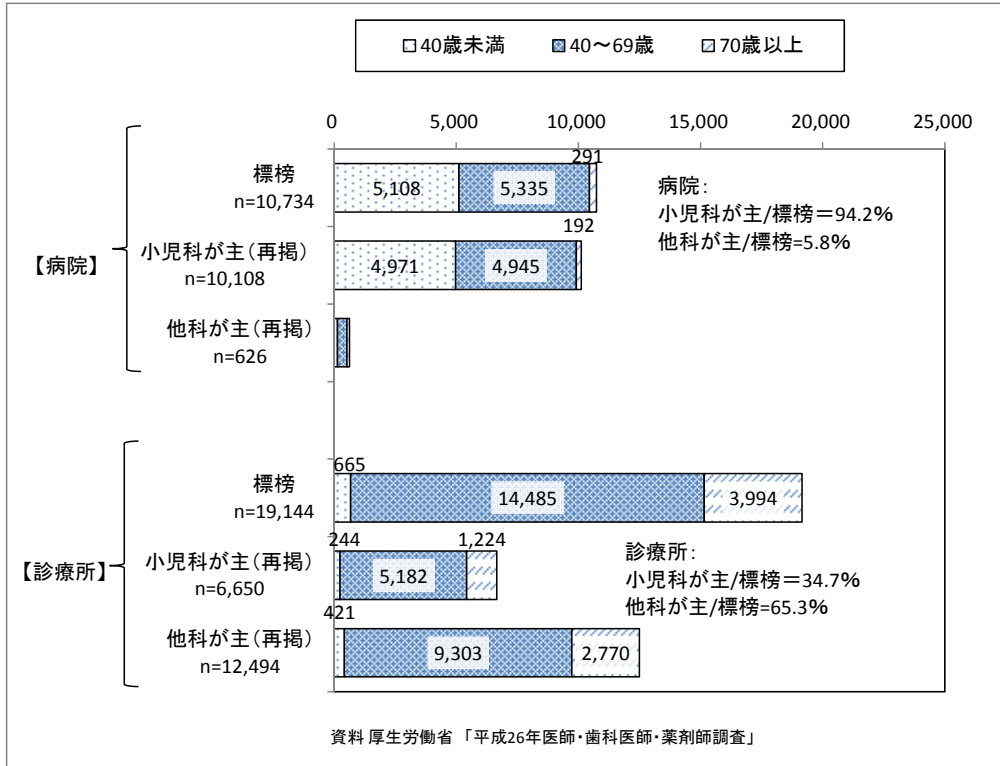 40歳未満 40～69歳 70歳以上
0 5,000 10,000 15,000 20,000 25,000
【病院】
標榜
n=10,734
5,108 5,335 291
小児科が主（再掲）
n=10,108
4,971 4,945 192
他科が主（再掲）
n=626
病院：
小児科が主/標榜＝94.2%
他科が主/標榜=5.8%
【診療所】
標榜
n=19,144
665 14,485 3,994
小児科が主（再掲）
n=6,650
244 5,182 1,224
他科が主（再掲）
n=12,494
421 9,303 2,770
診療所：
小児科が主/標榜＝34.7%
他科が主/標榜=65.3%
資料 厚生労働省 「平成26年医師・歯科医師・薬剤師調査」